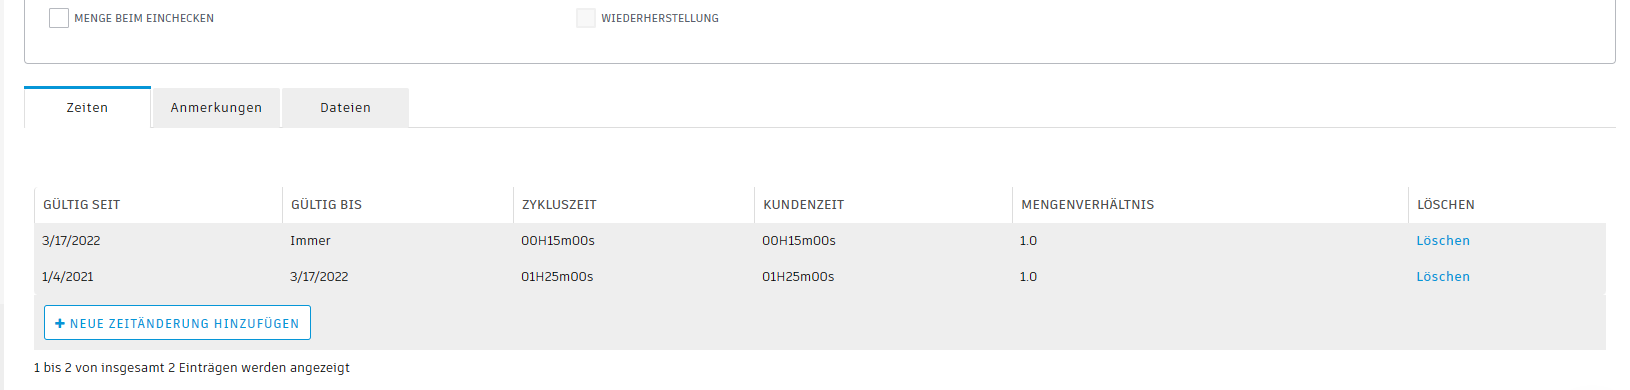 MENGE BEIM EINCHECKEN WIEDERHERSTELLUNG
Zeiten Anmerkungen Dateien
GÜLTIG SEIT GÜLTIG BIS ZYKLUSZEIT KUNDENZEIT MENGENVERHÄLTNIS LÖSCHEN
3/17/2022 Immer 00H15m00s 00H15m00s 1.0 Löschen
1/4/2021 3/17/2022 01H25m00s 01H25m00s 1.0 Löschen
+ NEUE ZEITÄNDERUNG HINZUFÜGEN
1 bis 2 von insgesamt 2 Einträgen werden angezeigt